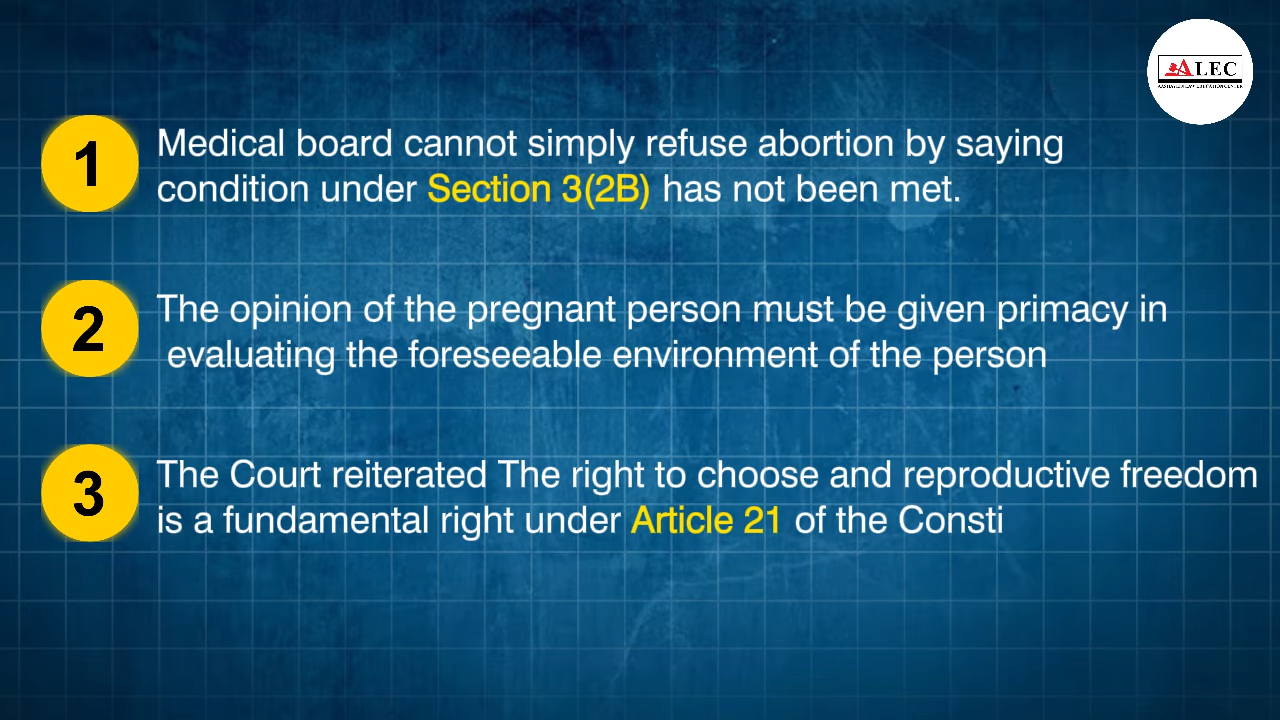 ALEC
1
Medical board cannot simply refuse abortion by saying
condition under Section 3(2B) has not been met.
2
The opinion of the pregnant person must be given primacy in
evaluating the foreseeable environment of the person
3
The Court reiterated The right to choose and reproductive freedom
is a fundamental right under Article 21 of the Consti